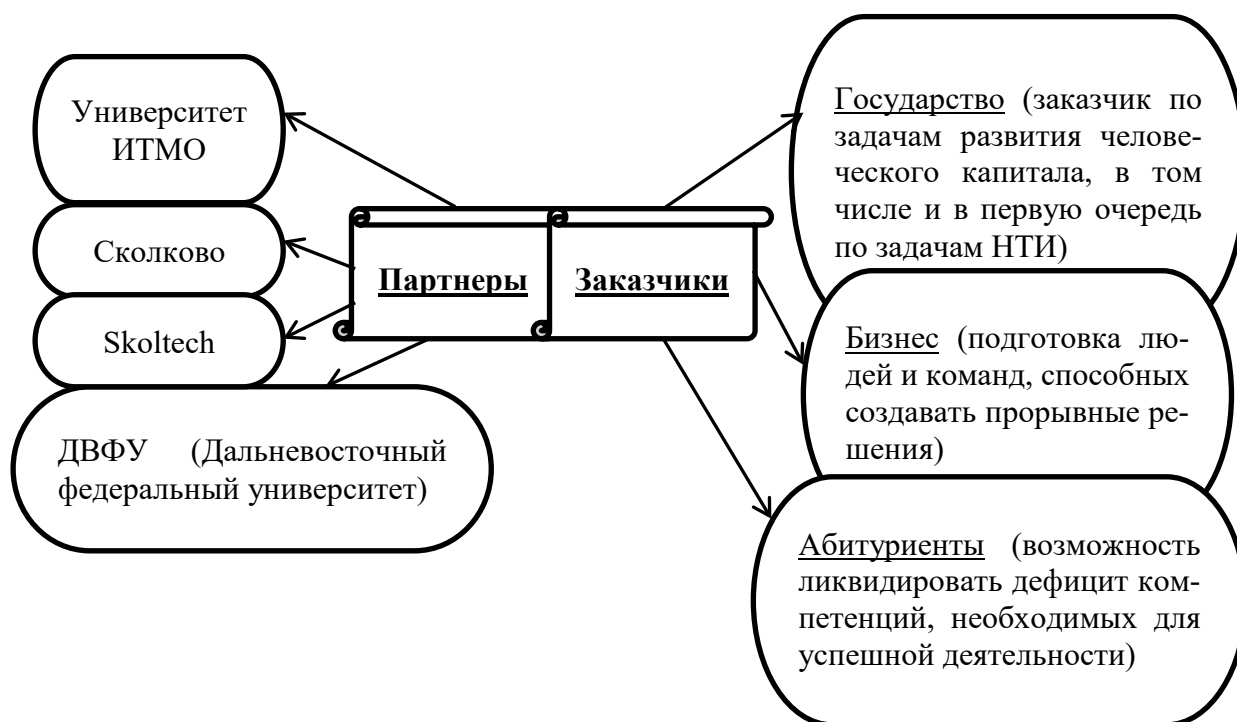 Университет
ИТМО
Сколково
Skoltech
ДВФУ (Дальневосточный
федеральный университет)
Партнеры
Заказчики
Государство (заказчик по
задачам развития челове-
ческого капитала, в том
числе и в первую очередь
по задачам НТИ)
Бизнес (подготовка лю-
дей и команд, способных
создавать прорывные ре-
шения)
Абитуриенты (возможность
ликвидировать дефицит ком-
петенций, необходимых для
успешной деятельности)